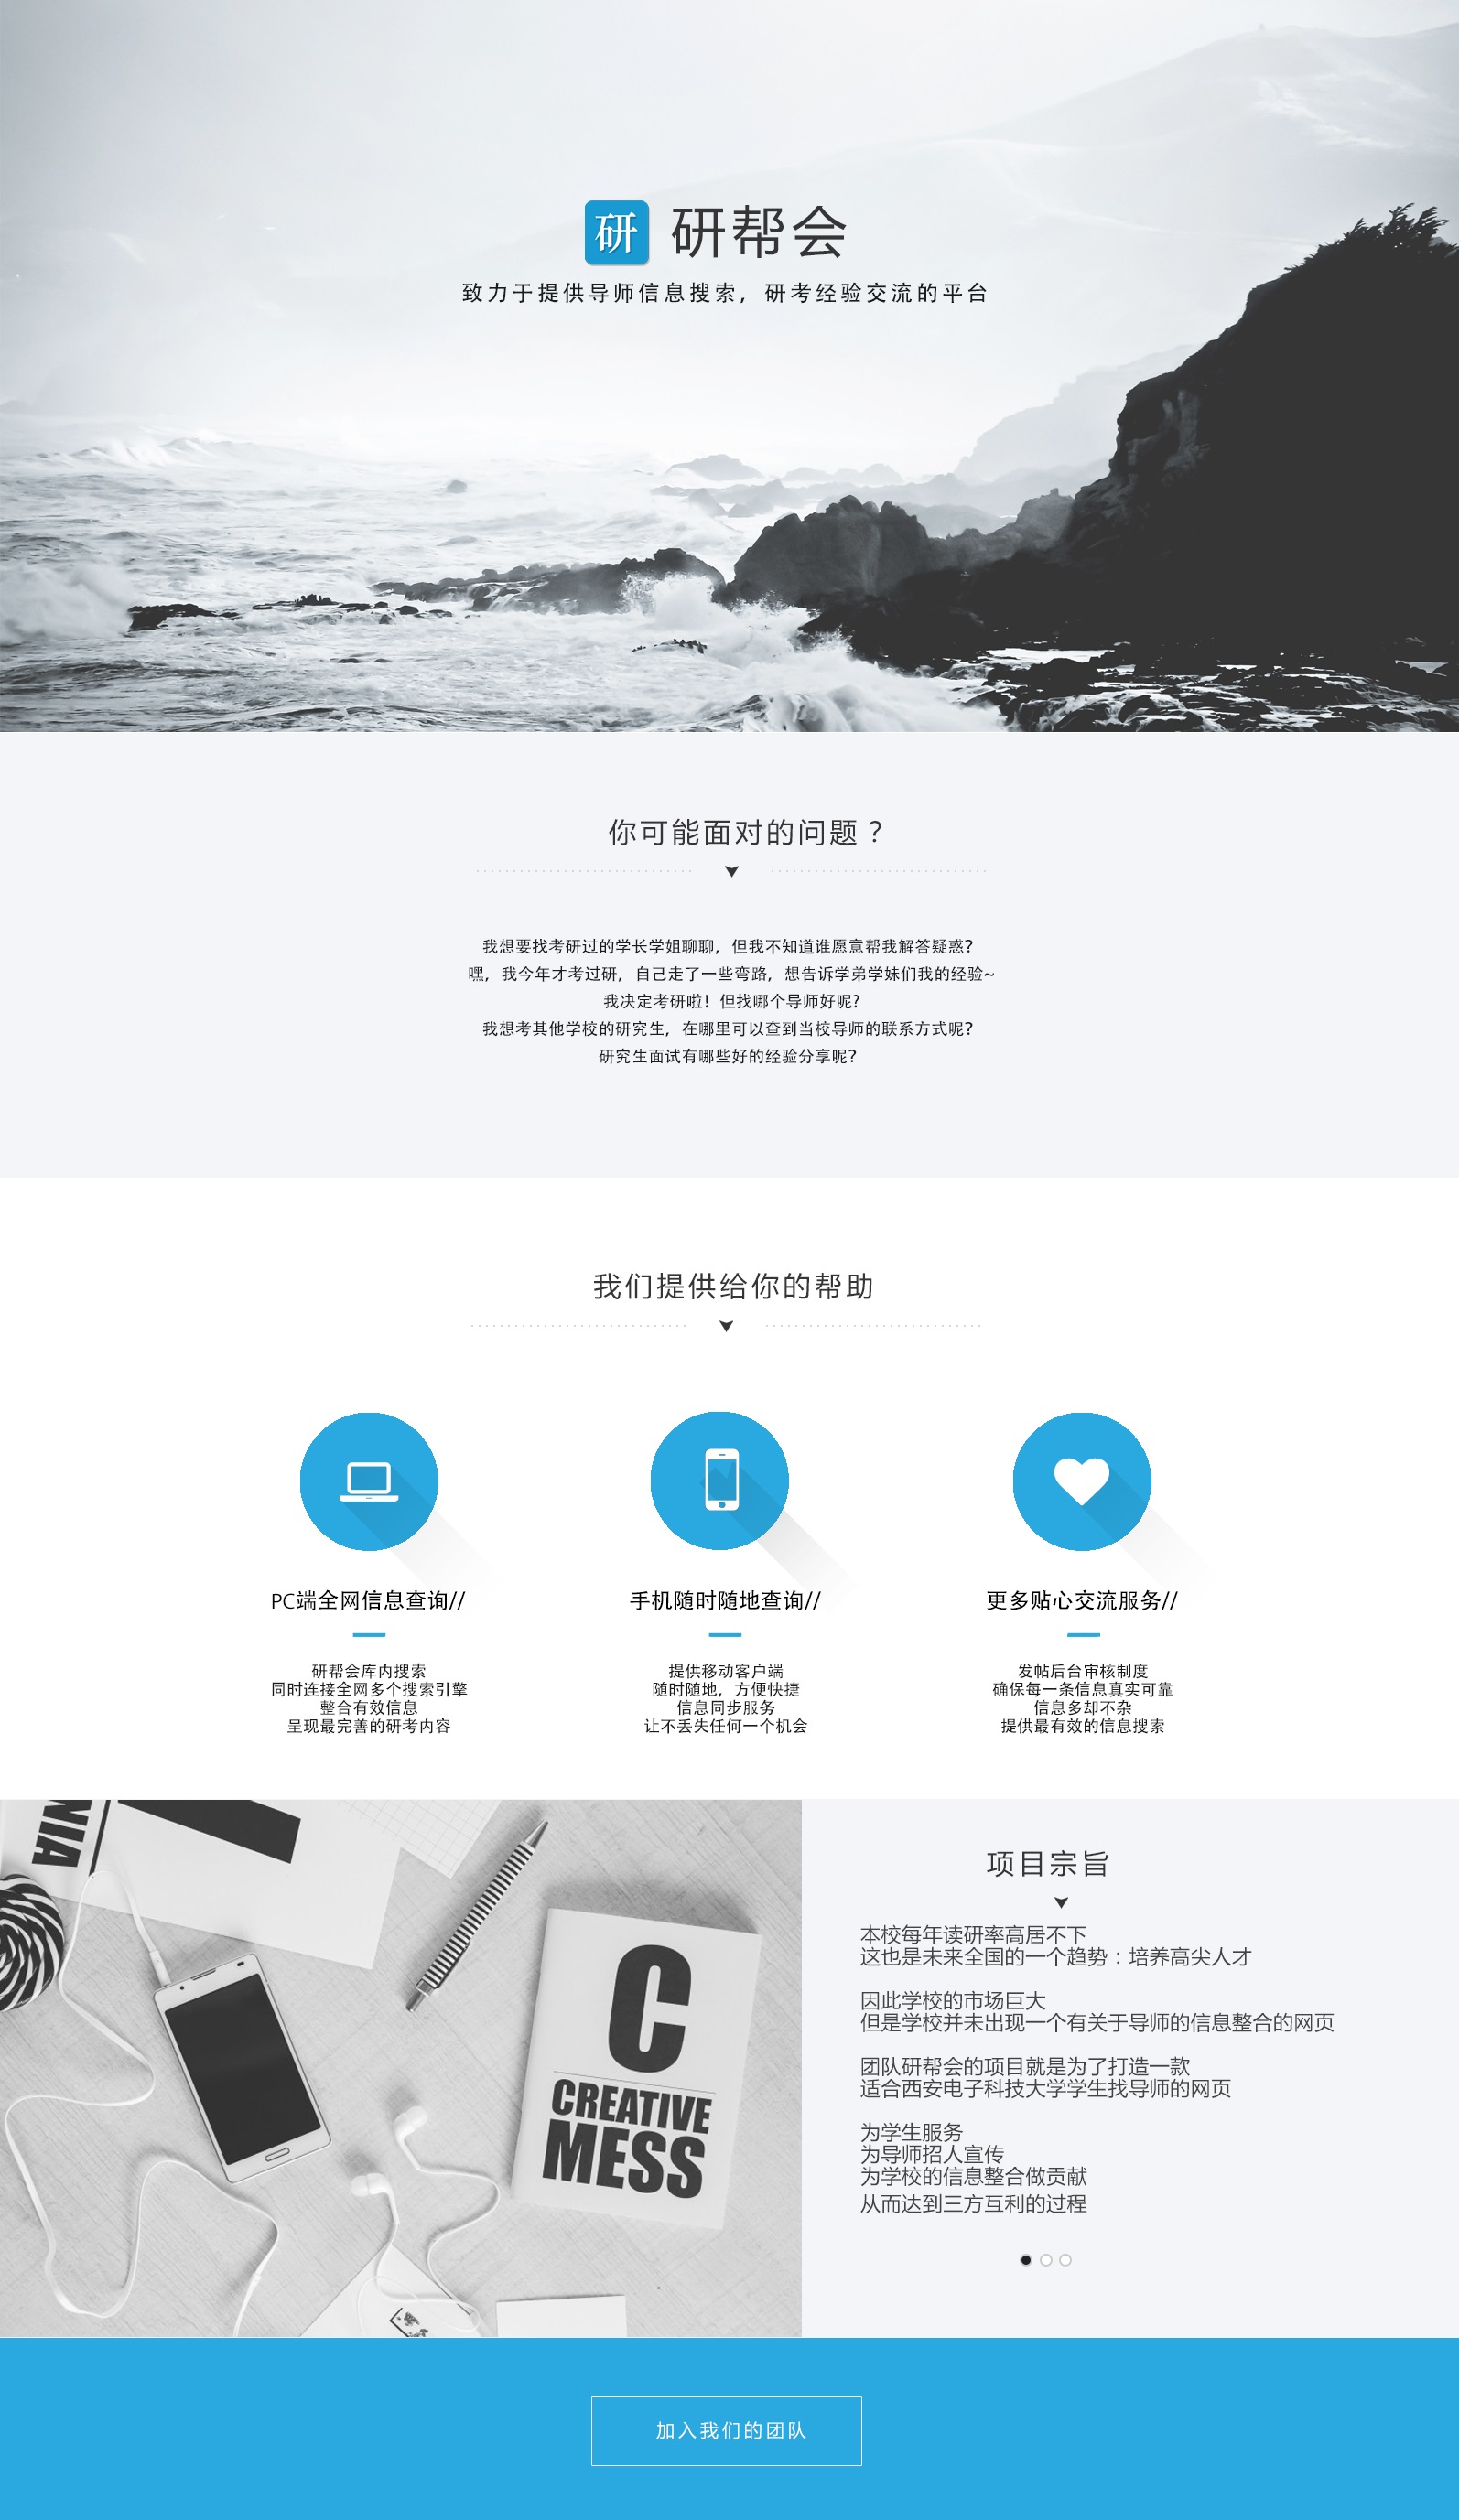 研 研帮会
致力于提供导师信息搜索，研考经验交流的平台
你可能面对的问题？
我想要找考研过的学长学姐聊聊，但我不知道谁愿意帮我解答疑惑？
嘿，我今年才考过研，自己走了一些弯路，想告诉学弟学妹们我的经验~
我决定考研啦！但找哪个导师好呢？
我想考其他学校的研究生，在哪里可以查到当校导师的联系方式呢？
研究生面试有哪些好的经验分享呢？
我们提供给你的帮助
PC端全网信息查询//
研帮会库内搜索
同时连接全网多个搜索引擎
整合有效信息
呈现最完善的研考内容
手机随时随地查询//
提供移动客户端
随时随地，方便快捷
信息同步服务
让不丢失任何一个机会
更多贴心交流服务//
发帖后台审核制度
确保每一条信息真实可靠
信息多却不杂
提供最有效的信息搜索
NIA
C
CREATIVE
MESS
项目宗旨
本校每年读研率高居不下
这也是未来全国的一个趋势：培养高尖人才
因此学校的市场巨大
但是学校并未出现一个有关于导师的信息整合的网页
团队研帮会的项目就是为了打造一款
适合西安电子科技大学学生找导师的网页
为学生服务
为导师招人宣传
为学校的信息整合做贡献
从而达到三方互利的过程
加入我们的团队